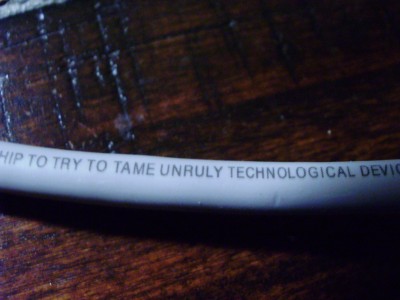 HIP TO TRY TO TAME UNRULY TECHNOLOGICAL DEVIC